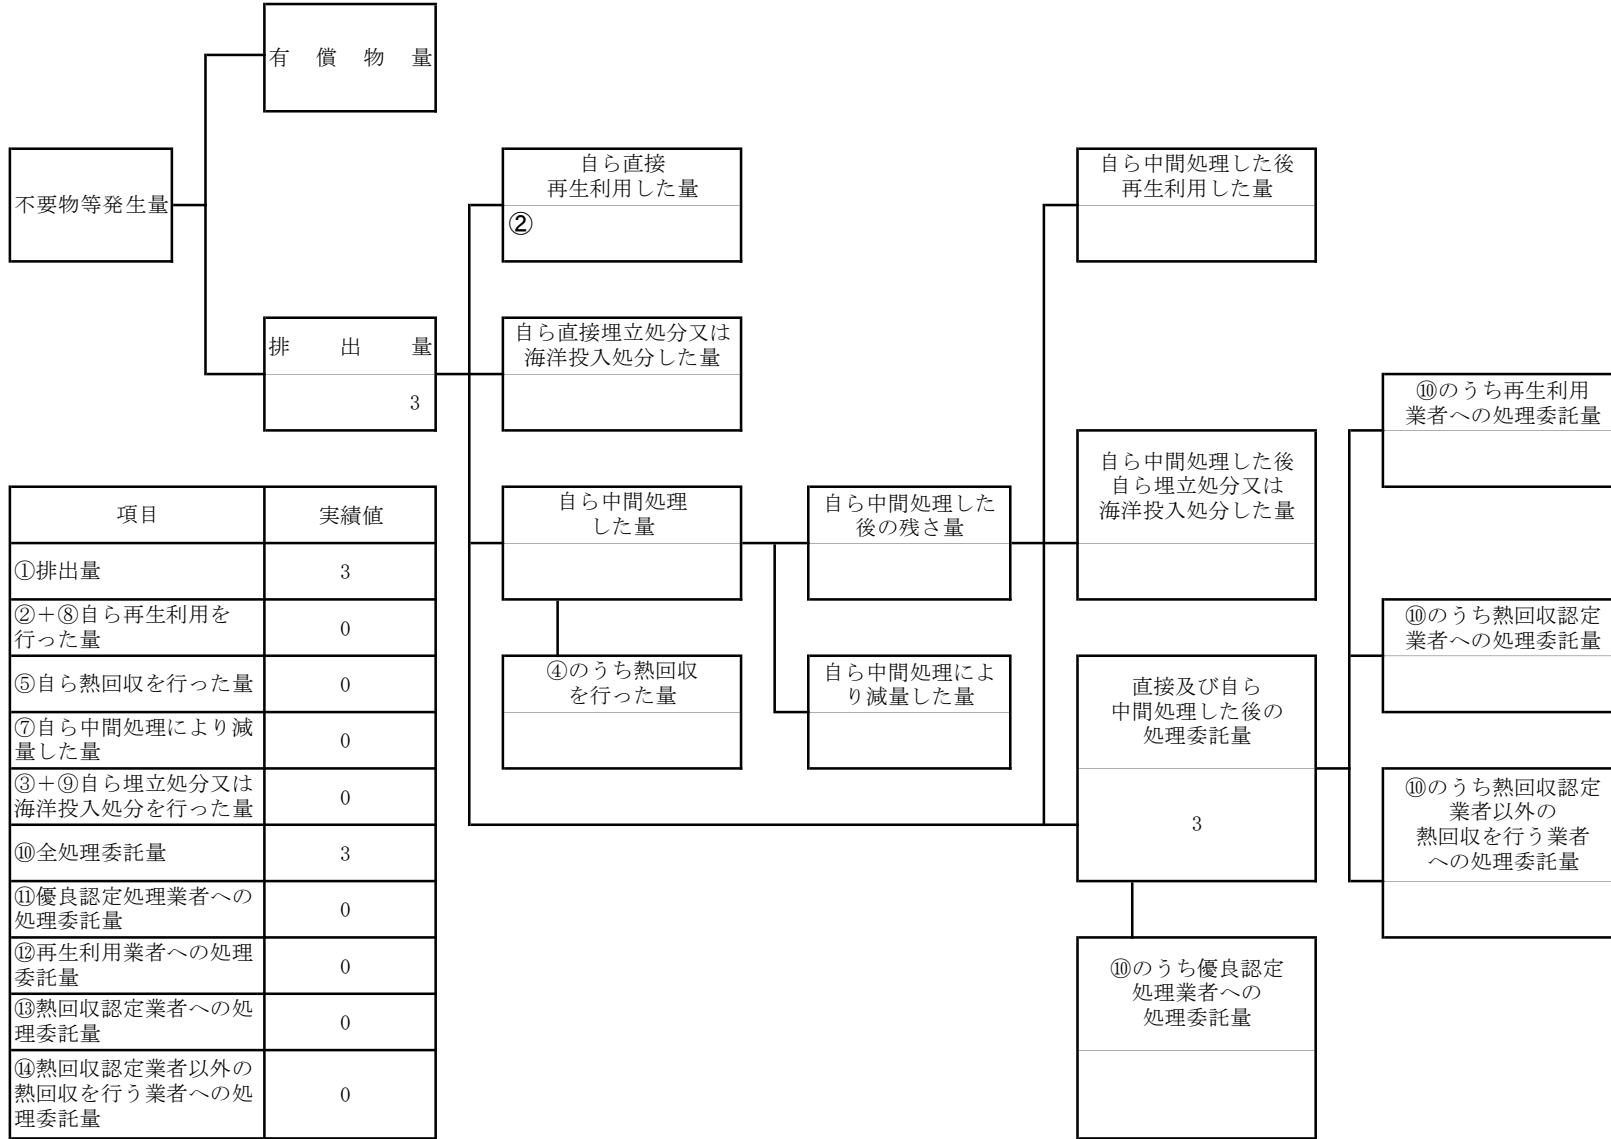 有償物量
不要物等発生量
自ら直接
再生利用した量
②
自ら中間処理した後
再生利用した量
排出量
3
自ら直接埋立処分又は
海洋投入処分した量
⑩のうち再生利用
業者への処理委託量
自ら中間処理した後
自ら埋立処分又は
海洋投入処分した量
自ら中間処理
した量
自ら中間処理した
後の残さ量
⑩のうち熱回収認定
業者への処理委託量
④のうち熱回収
を行った量
自ら中間処理によ
り減量した量
直接及び自ら
中間処理した後の
処理委託量
3
⑩のうち熱回収認定
業者以外の
熱回収を行う業者
への処理委託量
⑩のうち優良認定
処理業者への
処理委託量
項目 実績値
①排出量 3
②＋⑧自ら再生利用を
行った量 0
⑤自ら熱回収を行った量 0
⑦自ら中間処理により減
量した量 0
③＋⑨自ら埋立処分又は
海洋投入処分を行った量 0
⑩全処理委託量 3
⑪優良認定処理業者への
処理委託量 0
⑫再生利用業者への処理
委託量 0
⑬熱回収認定業者への処
理委託量 0
⑭熱回収認定業者以外の
熱回収を行う業者への処
理委託量 0